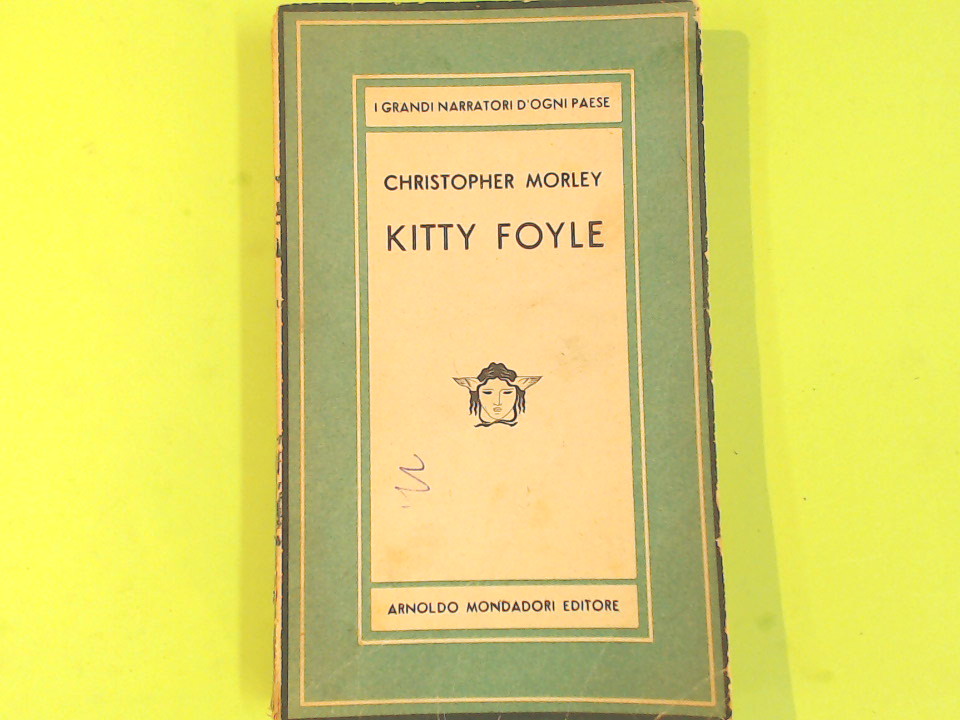 I GRANDI NARRATORI D'OGNI PAESE
CHRISTOPHER MORLEY
KITTY FOYLE
ARNOLDO MONDADORI EDITORE